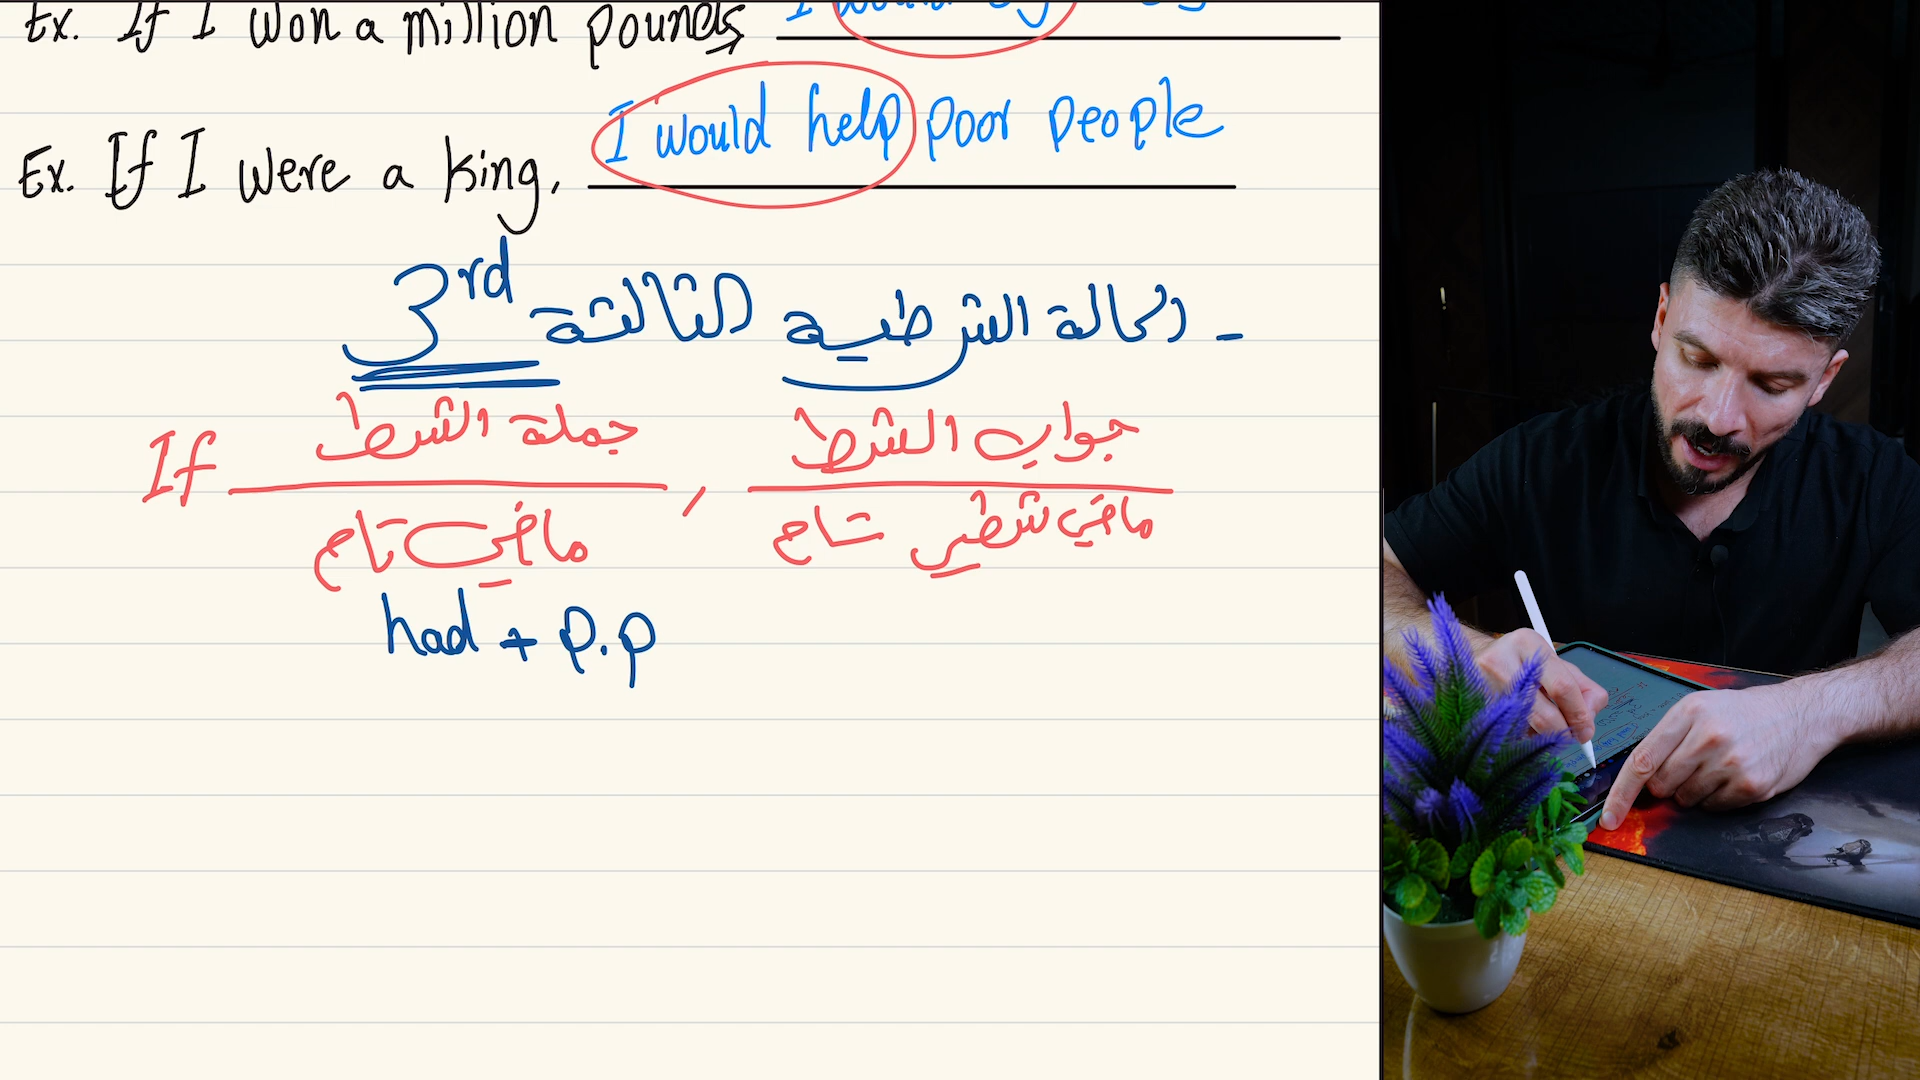 Ex. If I won a million pounds, I would
Ex. If I were a king, I would help poor people
- الحالة الشرطية الثالثة 3rd
If جملة الشرط , جواب الشرط
ماضي تام ماضي شرطي تام
had + p.p